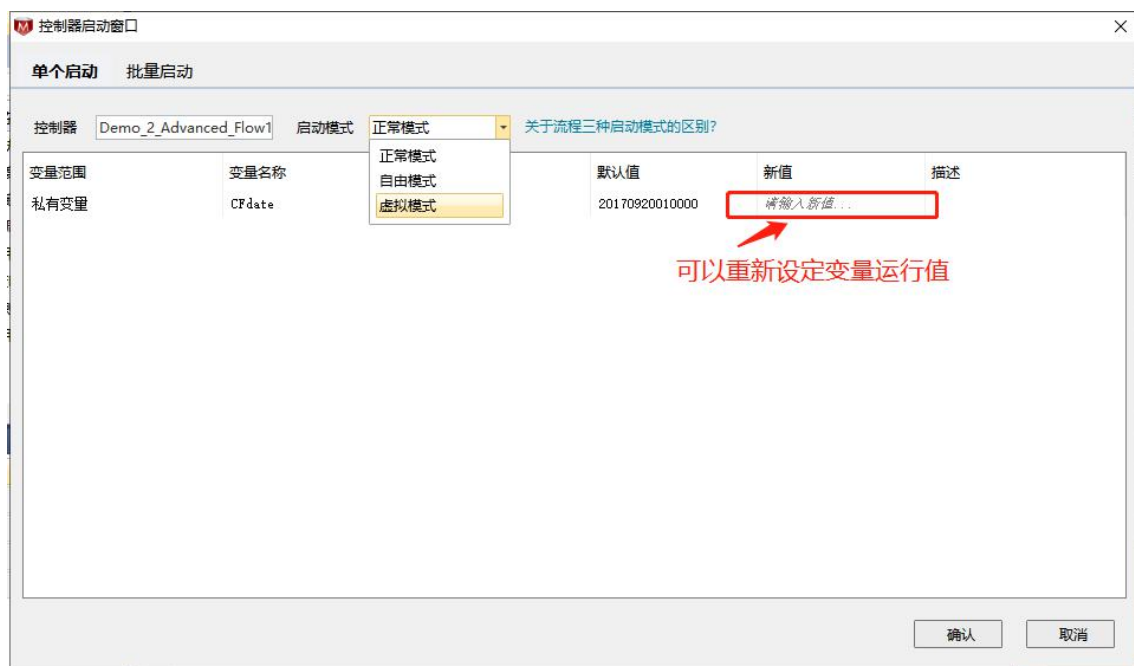 控制器启动窗口
单个启动 批量启动
控制器 Demo_2_Advanced_Flow1 启动模式 正常模式 关于流程三种启动模式的区别?
正常模式
自由模式
虚拟模式
变量范围 变量名称 默认值 新值 描述
私有变量 CFdate 20170920010000 请输入新值...
可以重新设定变量运行值
确认 取消